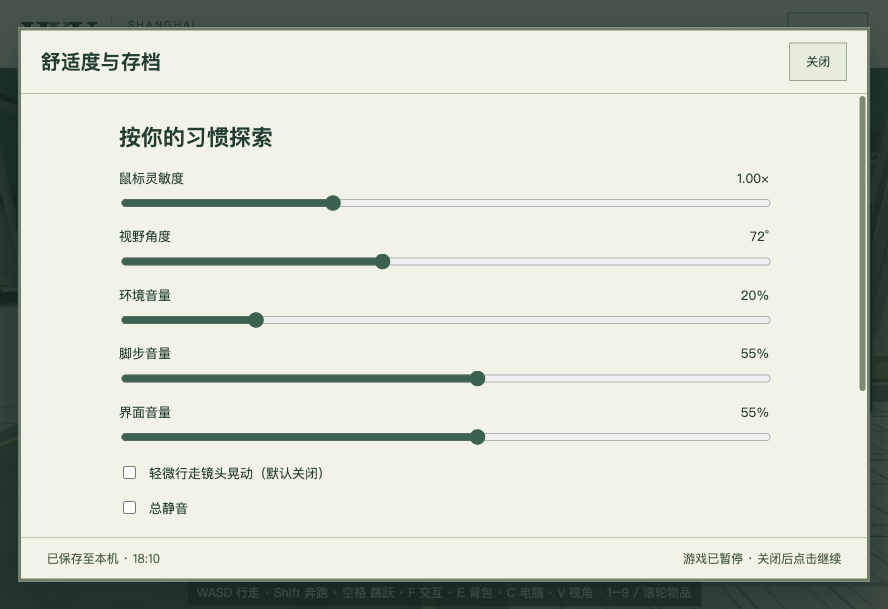 SHANGHAI
舒适度与存档
关闭
按你的习惯探索
鼠标灵敏度 1.00×
视野角度 72°
环境音量 20%
脚步音量 55%
界面音量 55%
轻微行走镜头晃动（默认关闭）
总静音
已保存至本机 · 18:10 游戏已暂停 · 关闭后点击继续
WASD 行走 · Shift 奔跑 · 空格 跳跃 · F 交互 · E 背包 · C 电脑 · V 视角 · 1—9 / 滚轮物品